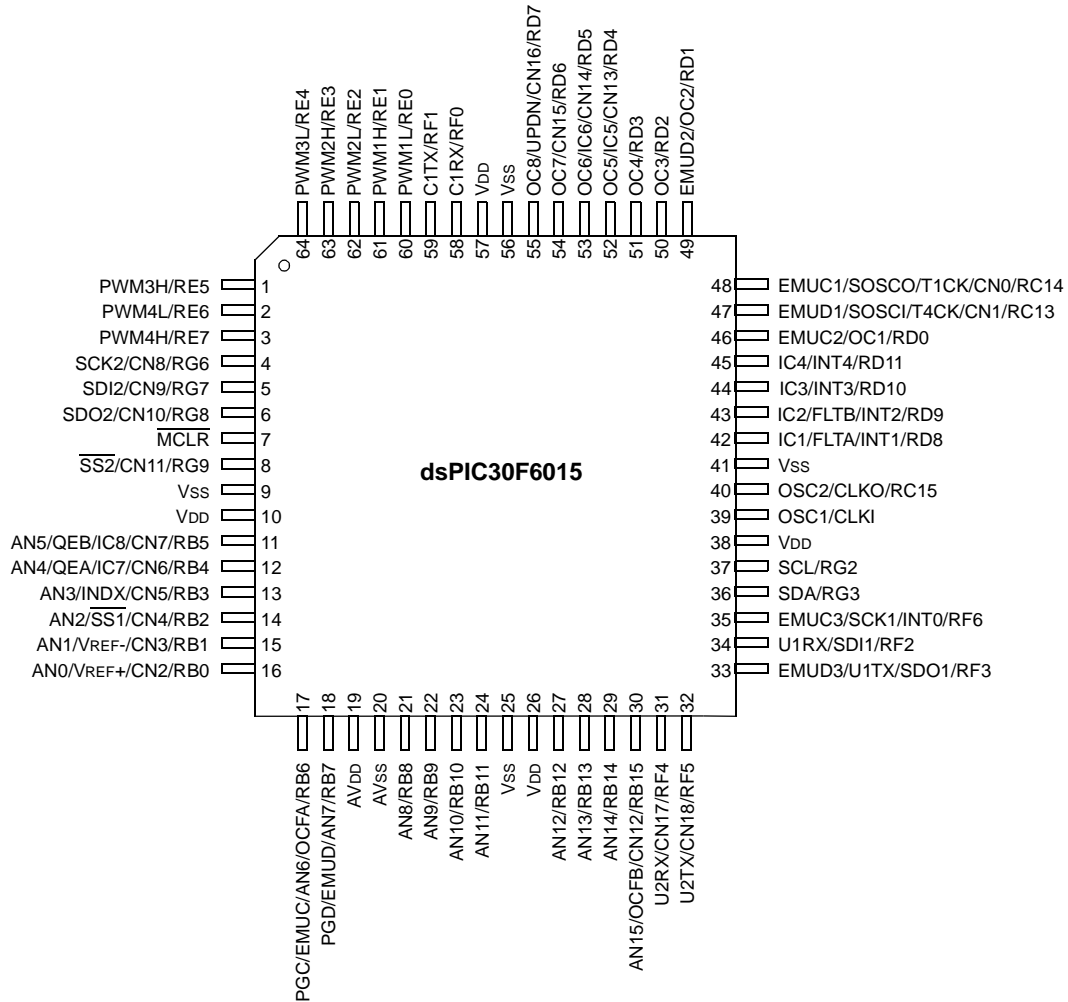 PWM3L/RE4
PWM2H/RE3
PWM2L/RE2
PWM1H/RE1
PWM1L/RE0
C1TX/RF1
C1RX/RF0
VDD
VSS
OC8/UPDN/CN16/RD7
OC7/CN15/RD6
OC6/IC6/CN14/RD5
OC5/IC5/CN13/RD4
OC4/RD3
OC3/RD2
EMUD2/OC2/RD1
64 63 62 61 60 59 58 57 56 55 54 53 52 51 50 49
PWM3H/RE5 1
PWM4L/RE6 2
PWM4H/RE7 3
SCK2/CN8/RG6 4
SDI2/CN9/RG7 5
SDO2/CN10/RG8 6
MCLR 7
SS2/CN11/RG9 8
VSS 9
VDD 10
AN5/QEB/IC8/CN7/RB5 11
AN4/QEA/IC7/CN6/RB4 12
AN3/INDX/CN5/RB3 13
AN2/SS1/CN4/RB2 14
AN1/VREF-/CN3/RB1 15
AN0/VREF+/CN2/RB0 16
dsPIC30F6015
48 EMUC1/SOSCO/T1CK/CN0/RC14
47 EMUD1/SOSCI/T4CK/CN1/RC13
46 EMUC2/OC1/RD0
45 IC4/INT4/RD11
44 IC3/INT3/RD10
43 IC2/FLTB/INT2/RD9
42 IC1/FLTA/INT1/RD8
41 VSS
40 OSC2/CLKO/RC15
39 OSC1/CLKI
38 VDD
37 SCL/RG2
36 SDA/RG3
35 EMUC3/SCK1/INT0/RF6
34 U1RX/SDI1/RF2
33 EMUD3/U1TX/SDO1/RF3
17 18 19 20 21 22 23 24 25 26 27 28 29 30 31 32
PGC/EMUC/AN6/OCFA/RB6
PGD/EMUD/AN7/RB7
AVDD
AVSS
AN8/RB8
AN9/RB9
AN10/RB10
AN11/RB11
VSS
VDD
AN12/RB12
AN13/RB13
AN14/RB14
AN15/OCFB/CN12/RB15
U2RX/CN17/RF4
U2TX/CN18/RF5